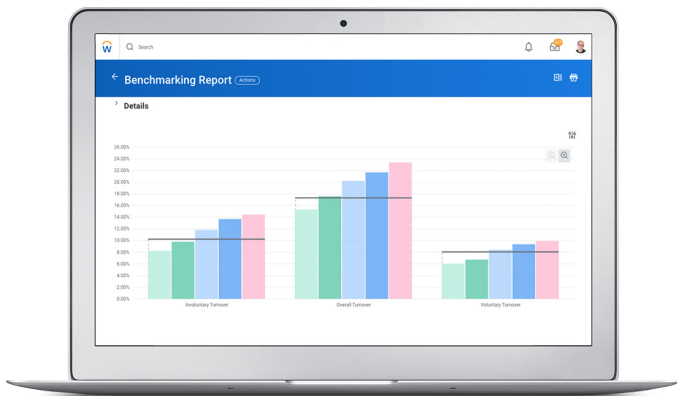 W
Search
Benchmarking Report
Actions
Details
26.00%
24.00%
22.00%
20.00%
18.00%
16.00%
14.00%
12.00%
10.00%
8.00%
6.00%
4.00%
2.00%
0.00%
Involuntary Turnover
Overall Turnover
Voluntary Turnover